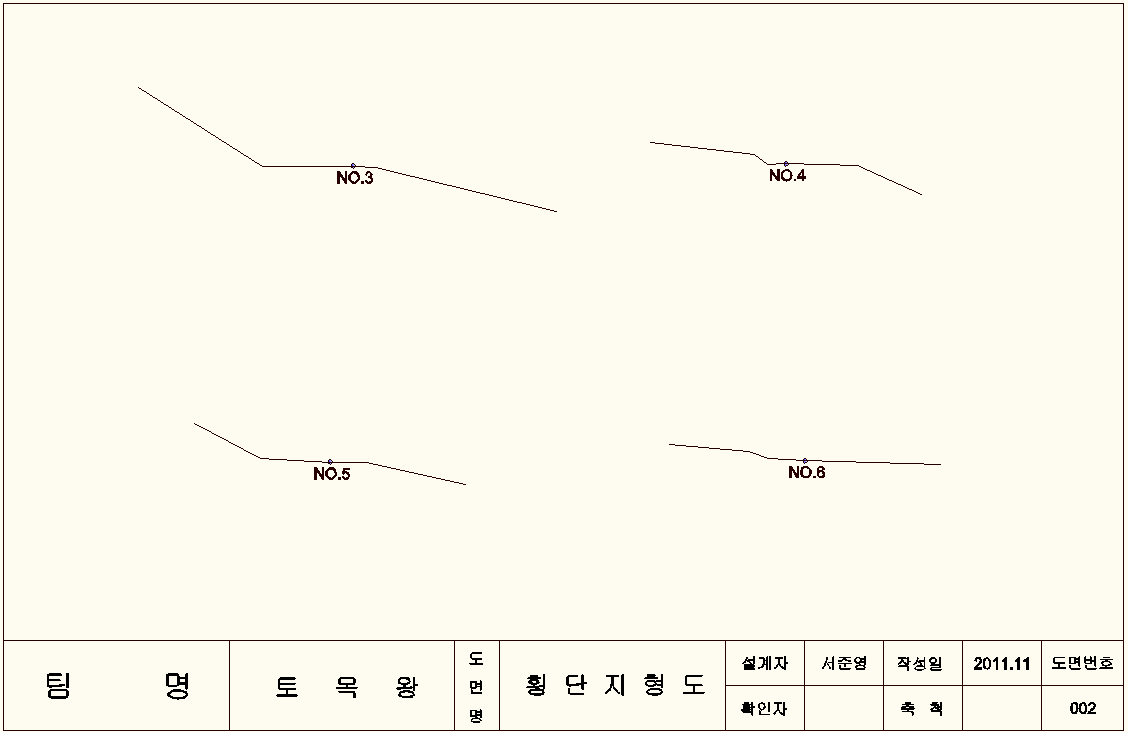 NO.3
NO.4
NO.5
NO.6
팀 명
토 목 왕
도 면 명
횡 단 지 형 도
설계자
서준영
작성일
2011.11
도면번호
확인자
축 척
002